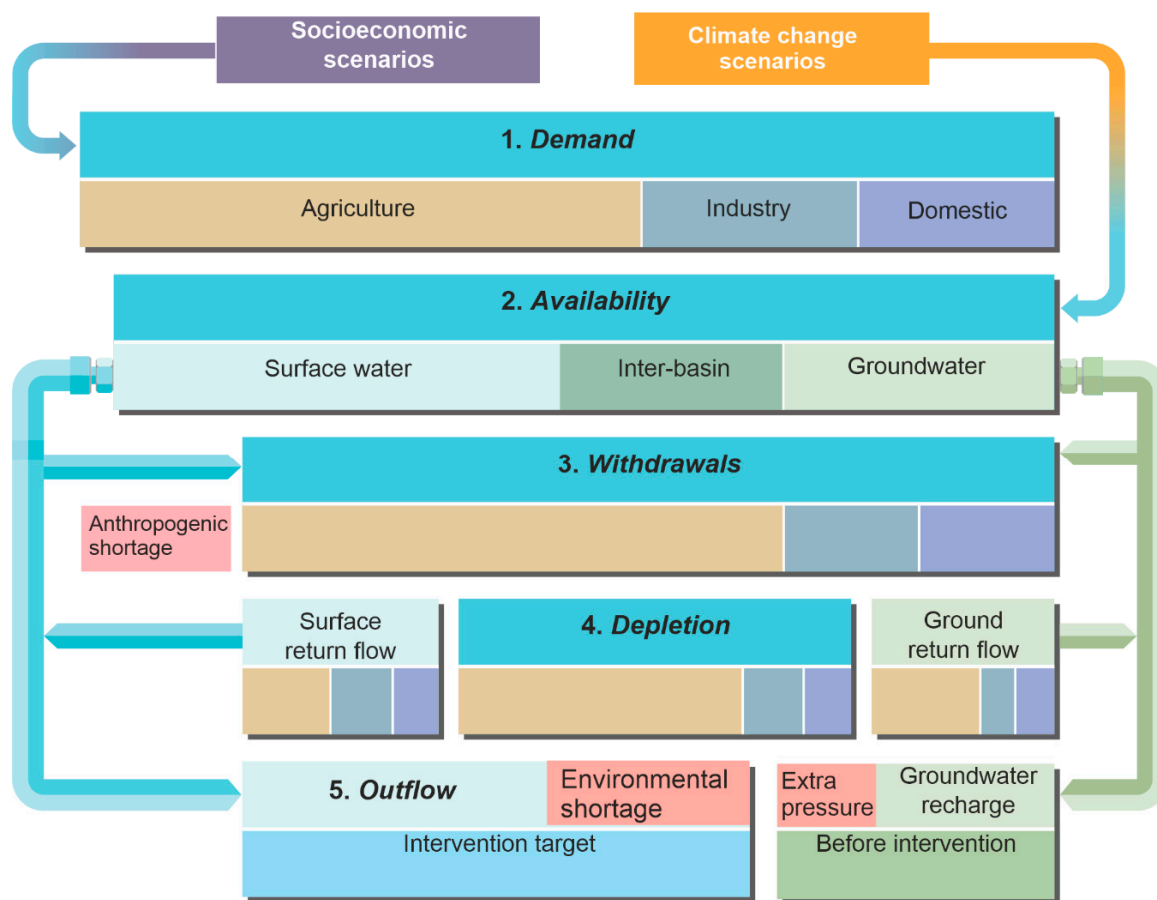 Socioeconomic
scenarios
Climate change
scenarios
1. Demand
Agriculture
Industry
Domestic
2. Availability
Surface water
Inter-basin
Groundwater
3. Withdrawals
Anthropogenic
shortage
Surface
return flow
4. Depletion
Ground
return flow
5. Outflow
Environmental
shortage
Extra
pressure
Groundwater
recharge
Intervention target
Before intervention